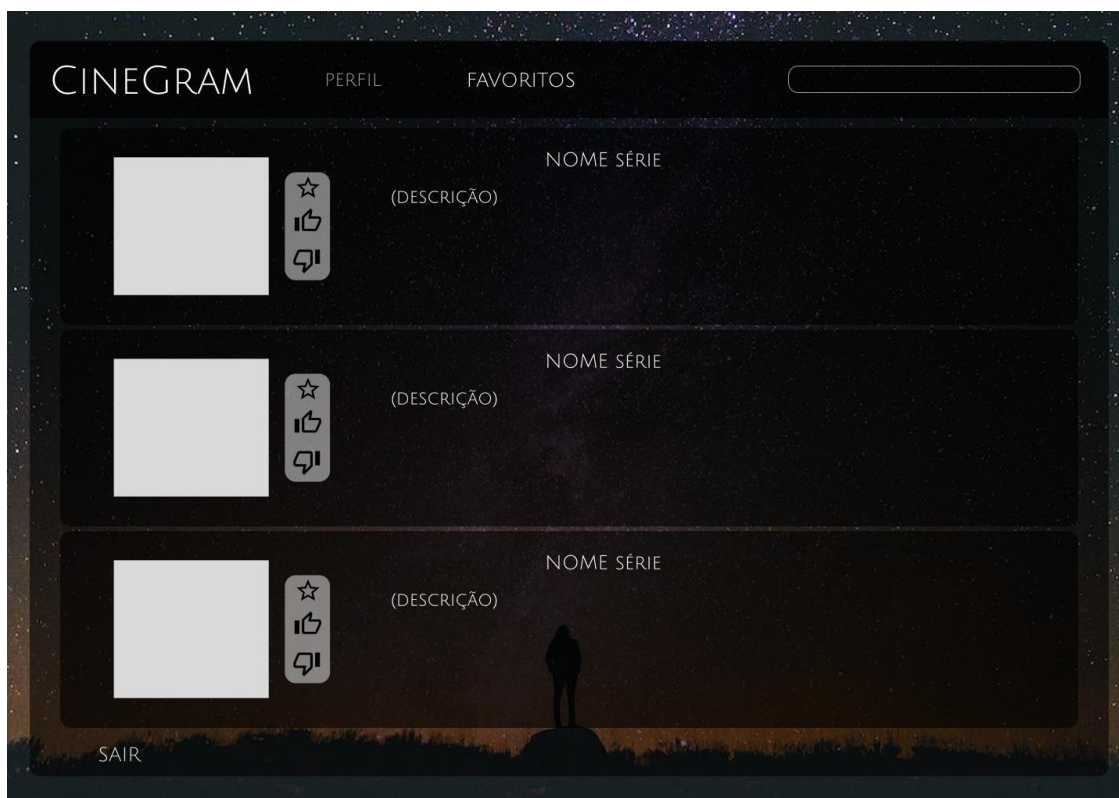 CINEGRAM PERFIL FAVORITOS
NOME SÉRIE
(DESCRIÇÃO)
NOME SÉRIE
(DESCRIÇÃO)
NOME SÉRIE
(DESCRIÇÃO)
SAIR